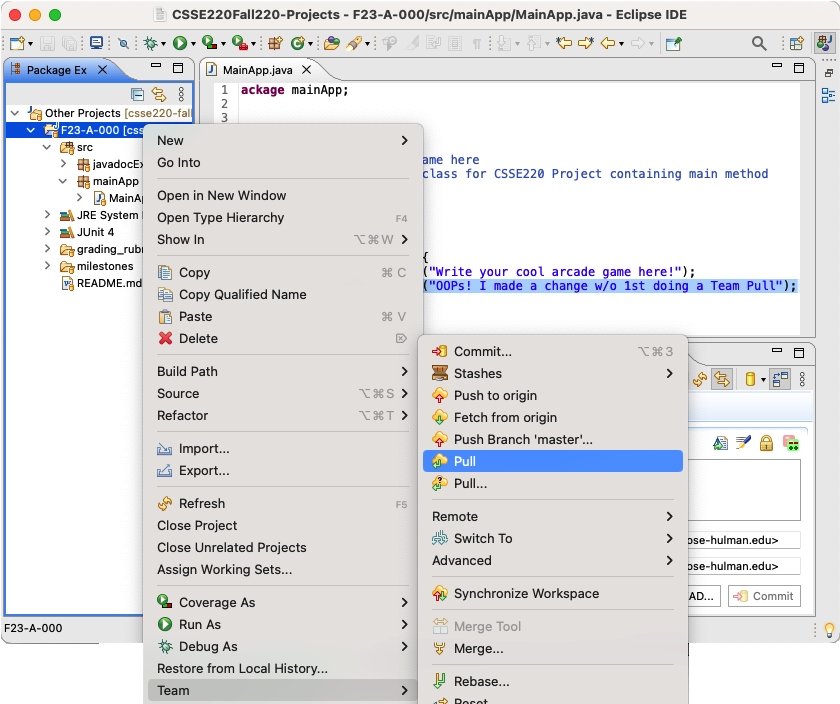 CSSE220Fall220-Projects - F23-A-000/src/mainApp/MainApp.java - Eclipse IDE
Package Ex
MainApp.java
Other Projects [csse220-fall
F23-A-000 [css
src
javadocEx
mainApp
MainAp
JRE System
JUnit 4
grading_rubr
milestones
README.md
1 ackage mainApp;
2
3
ame here
class for CSSE220 Project containing main method
{
("Write your cool arcade game here!");
("OOPs! I made a change w/o 1st doing a Team Pull");
New
Go Into
Open in New Window
Open Type Hierarchy F4
Show In ⌥⌘W
Copy ⌘C
Copy Qualified Name
Paste ⌘V
Delete ⌦
Build Path
Source ⌥⌘S
Refactor ⌥⌘T
Import...
Export...
Refresh F5
Close Project
Close Unrelated Projects
Assign Working Sets...
Coverage As
Run As
Debug As
Restore from Local History...
Team
Commit... ⌥⌘3
Stashes
Push to origin
Fetch from origin
Push Branch 'master'...
Pull
Pull...
Remote
Switch To
Advanced
Synchronize Workspace
Merge Tool
Merge...
Rebase...
Reset
ose-hulman.edu>
ose-hulman.edu>
AD...
Commit
F23-A-000